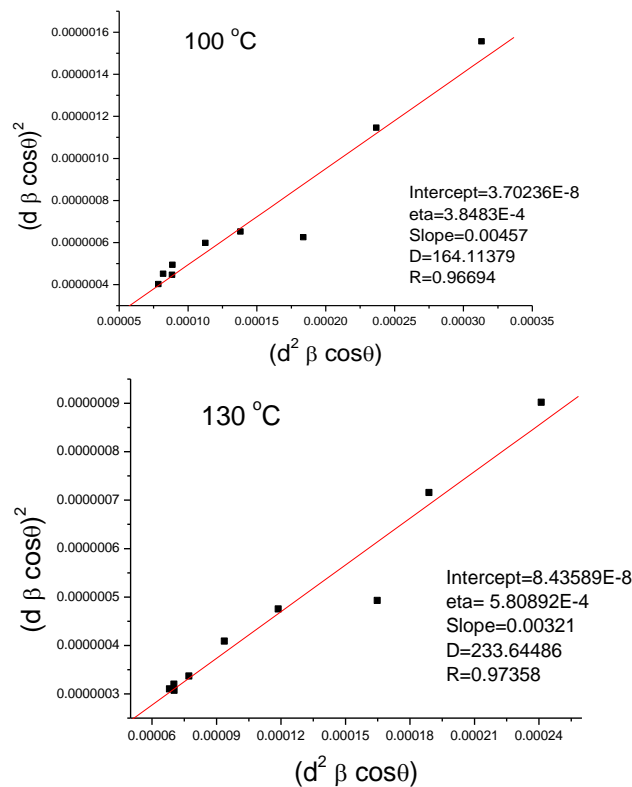 100 °C
0.0000016
0.0000014
0.0000012
0.0000010
0.0000008
0.0000006
0.0000004
(d β cosθ)²
Intercept=3.70236E-8
eta=3.8483E-4
Slope=0.00457
D=164.11379
R=0.96694
0.00005 0.00010 0.00015 0.00020 0.00025 0.00030 0.00035
(d² β cosθ)
130 °C
0.0000009
0.0000008
0.0000007
0.0000006
0.0000005
0.0000004
0.0000003
(d β cosθ)²
Intercept=8.43589E-8
eta= 5.80892E-4
Slope=0.00321
D=233.64486
R=0.97358
0.00006 0.00009 0.00012 0.00015 0.00018 0.00021 0.00024
(d² β cosθ)